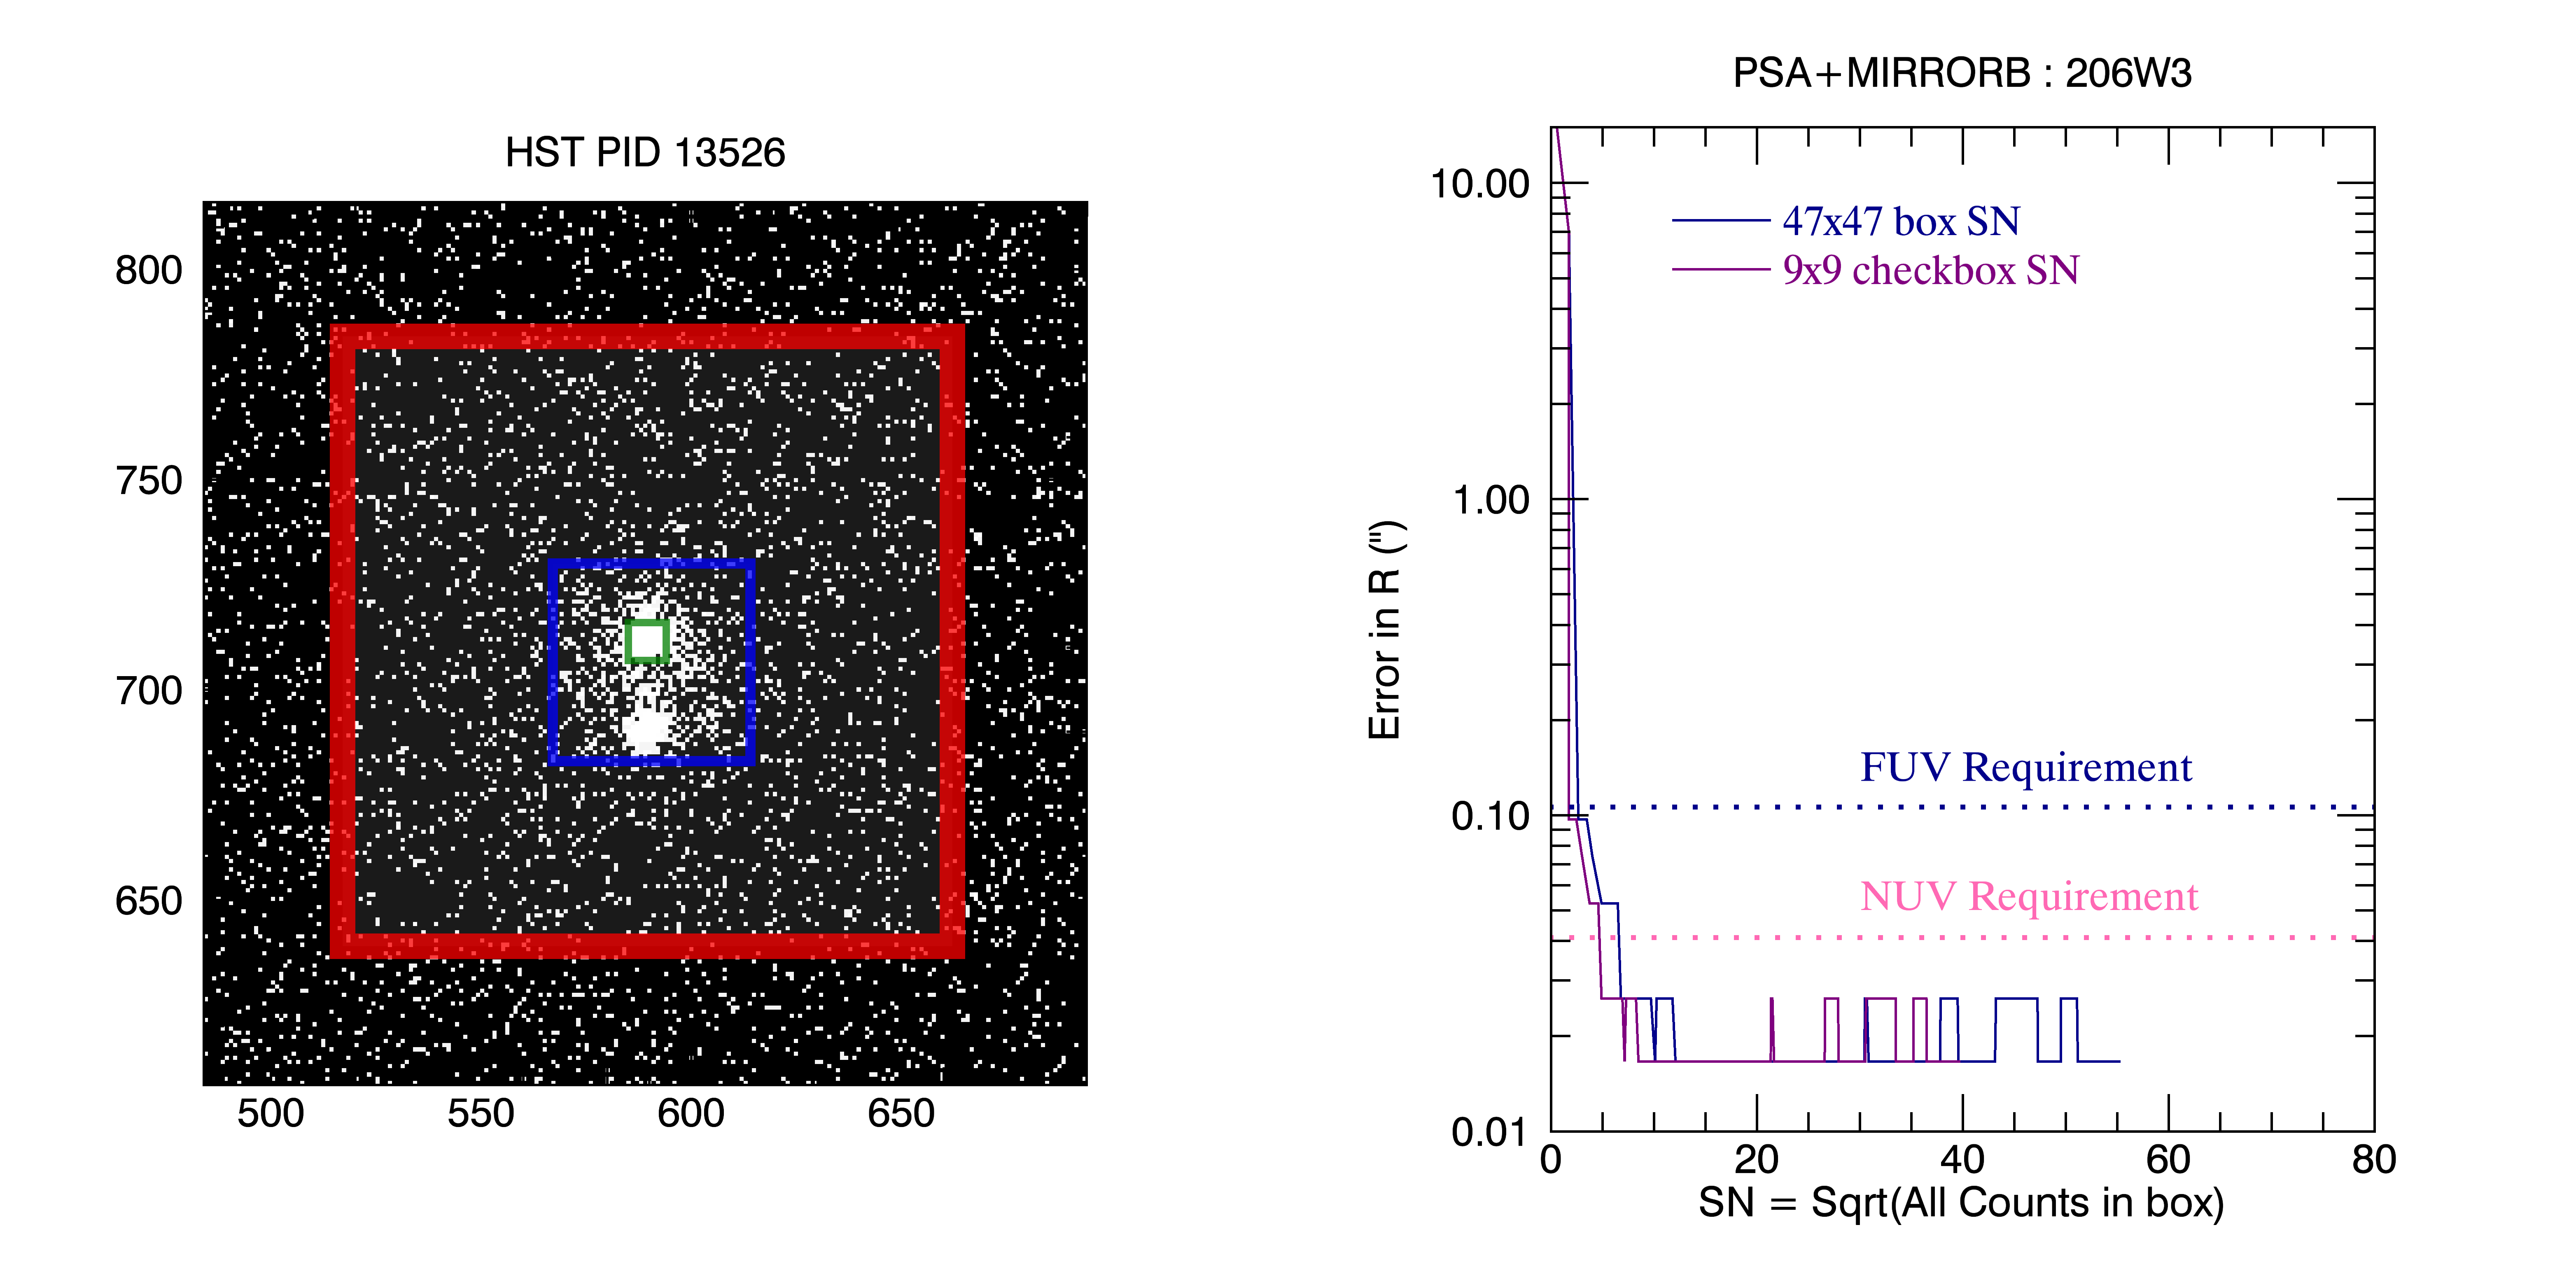 HST PID 13526
800
750
700
650
500 550 600 650
PSA+MIRRORB : 206W3
10.00
1.00
0.10
0.01
Error in R (")
47x47 box SN
9x9 checkbox SN
FUV Requirement
NUV Requirement
0 20 40 60 80
SN = Sqrt(All Counts in box)